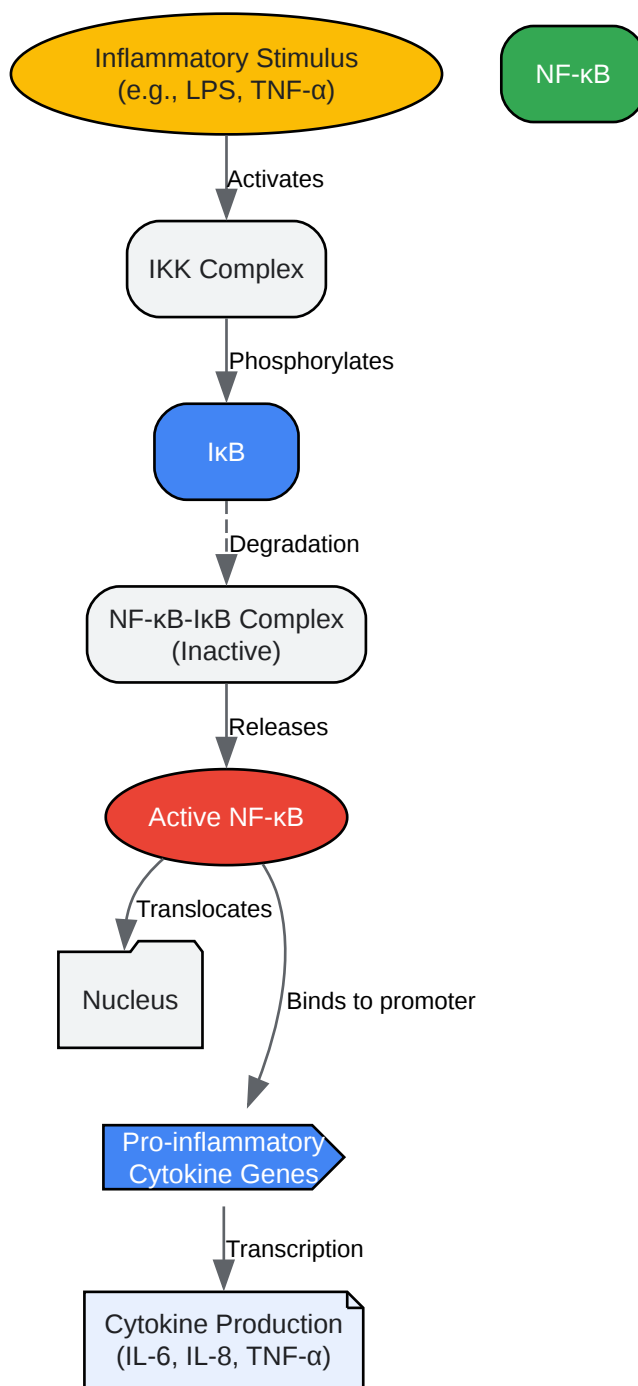 Inflammatory Stimulus
(e.g., LPS, TNF-α)
NF-κB
Activates
IKK Complex
Phosphorylates
IκB
Degradation
NF-κB-IκB Complex
(Inactive)
Releases
Active NF-κB
Translocates
Nucleus
Binds to promoter
Pro-inflammatory
Cytokine Genes
Transcription
Cytokine Production
(IL-6, IL-8, TNF-α)